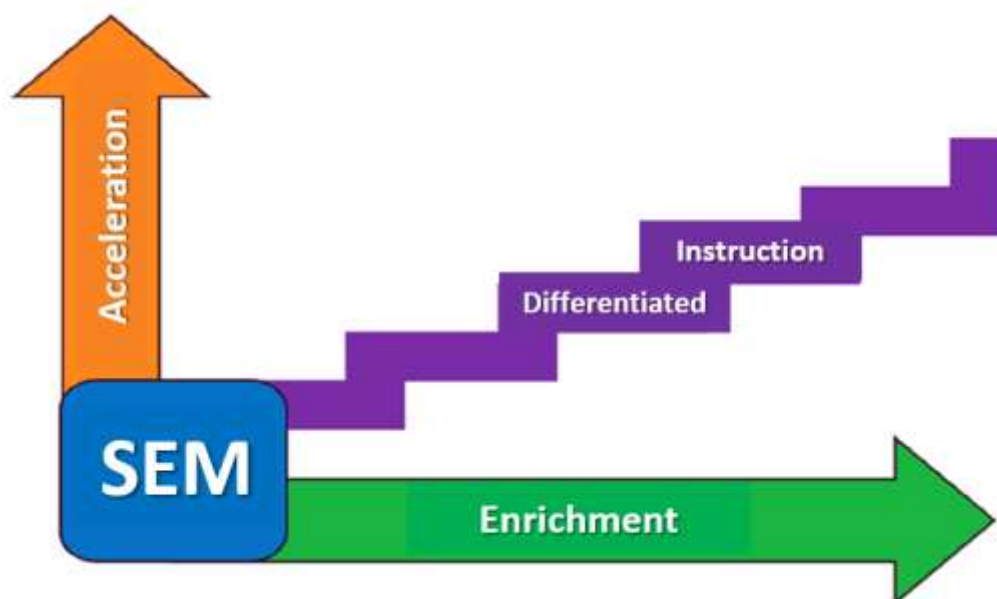 Acceleration
Instruction
Differentiated
SEM
Enrichment